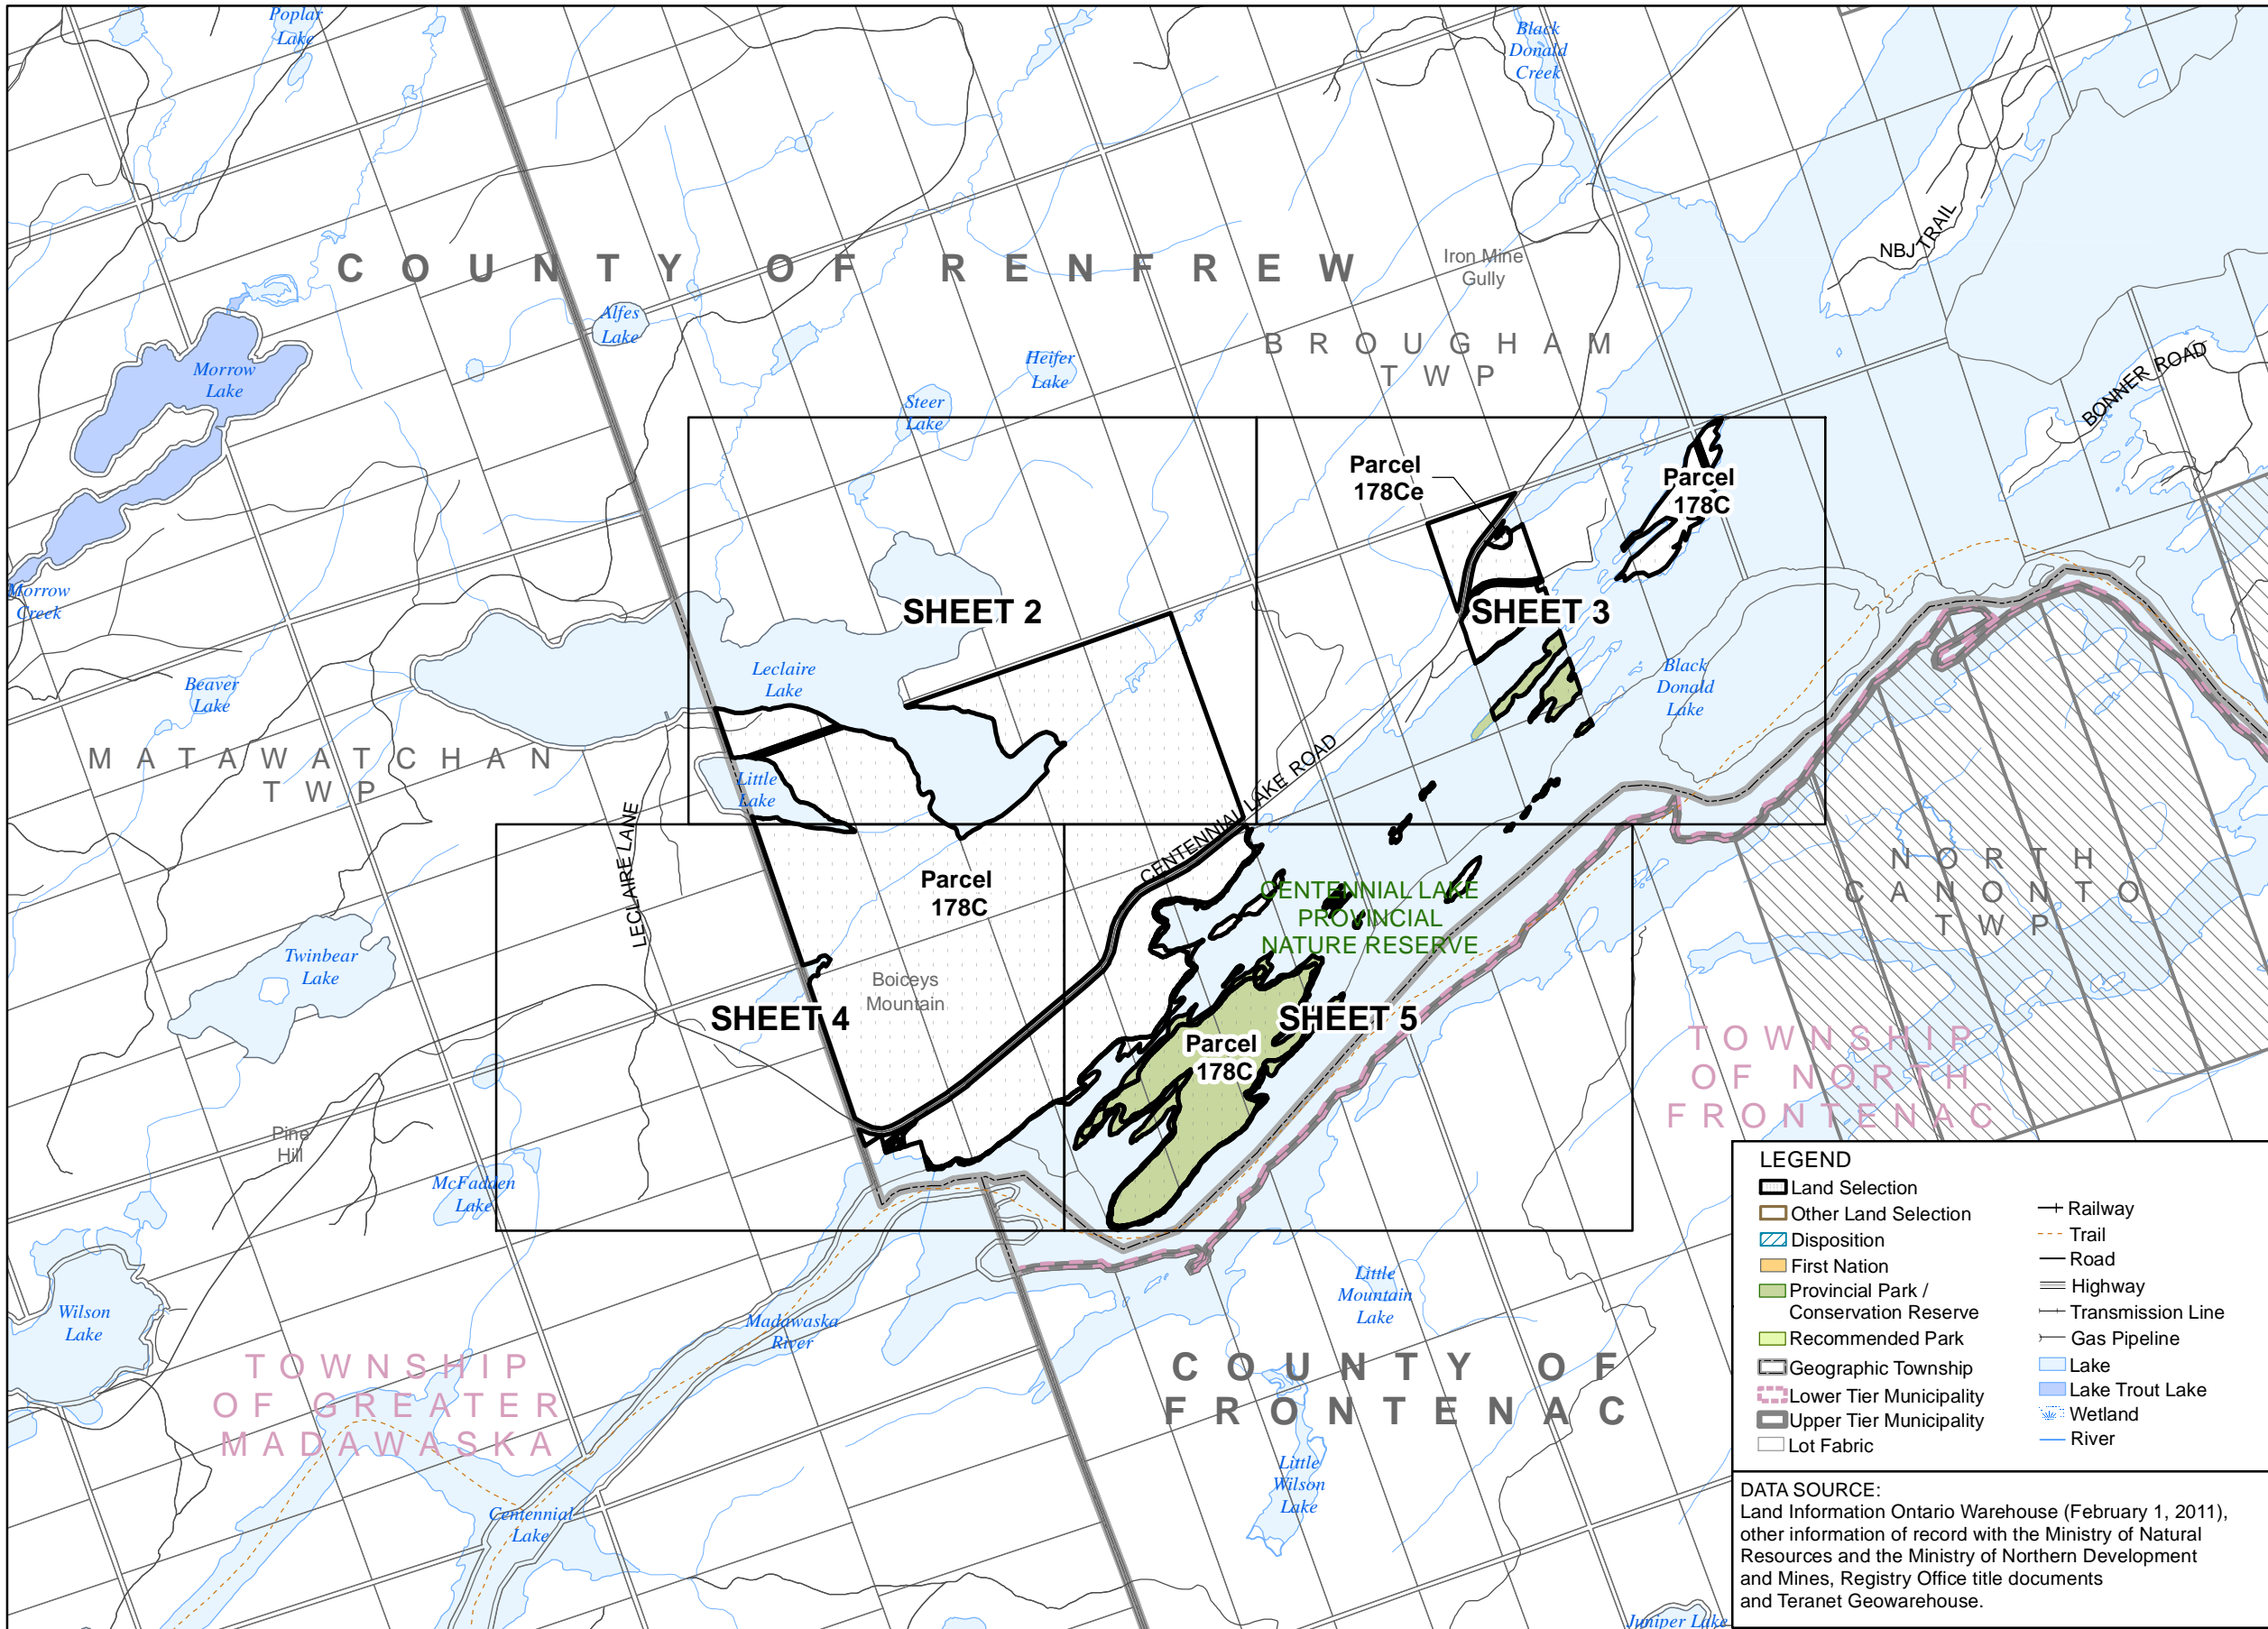 Poplar
Lake
Black
Donald
Creek
NBJ TRAIL
COUNTY OF RENFREW
Iron Mine
Gully
Alfes
Lake
BROUGHAM
TWP
Morrow
Lake
Heifer
Lake
BONNER ROAD
Steer
Lake
Parcel
178Ce
Parcel
178C
Morrow
Creek
SHEET 2
SHEET 3
Leclaire
Lake
Black
Donald
Lake
Beaver
Lake
MATAWATCHAN
TWP
Little
Lake
CENTENNIAL LAKE ROAD
LECLAIRE LANE
Parcel
178C
CENTENNIAL LAKE
PROVINCIAL
NATURE RESERVE
NORTH
CANONTO
TWP
Twinbear
Lake
Boiceys
Mountain
SHEET 4
SHEET 5
Parcel
178C
TOWNSHIP
OF NORTH
FRONTENAC
Pine
Hill
McFadden
Lake
Little
Mountain
Lake
Wilson
Lake
Madawaska
River
TOWNSHIP
OF GREATER
MADAWASKA
COUNTY OF
FRONTENAC
Little
Wilson
Lake
Centennial
Lake
Juniper Lake
LEGEND
Land Selection
Other Land Selection
Disposition
First Nation
Provincial Park /
Conservation Reserve
Recommended Park
Geographic Township
Lower Tier Municipality
Upper Tier Municipality
Lot Fabric
Railway
Trail
Road
Highway
Transmission Line
Gas Pipeline
Lake
Lake Trout Lake
Wetland
River
DATA SOURCE:
Land Information Ontario Warehouse (February 1, 2011),
other information of record with the Ministry of Natural
Resources and the Ministry of Northern Development
and Mines, Registry Office title documents
and Teranet Geowarehouse.